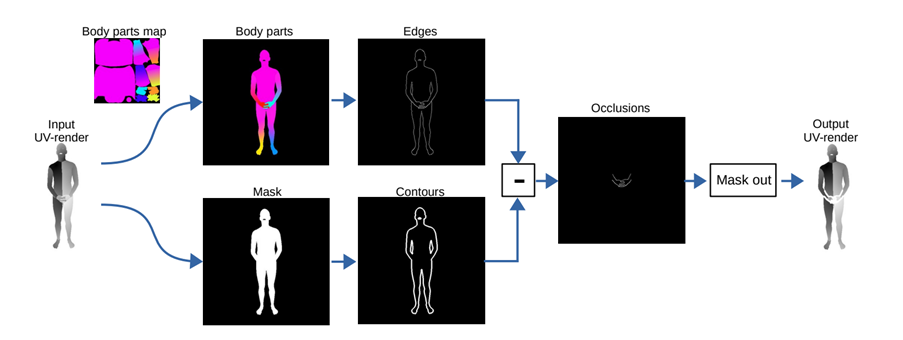 Body parts map
Body parts
Edges
Input
UV-render
Occlusions
Output
UV-render
-
Mask out
Mask
Contours